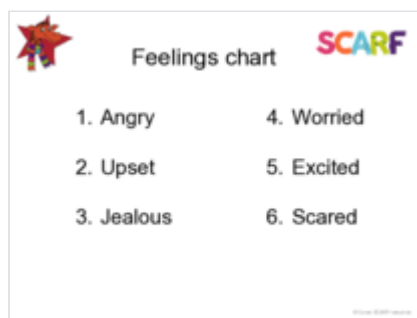 SCARF
Feelings chart
1. Angry
2. Upset
3. Jealous
4. Worried
5. Excited
6. Scared